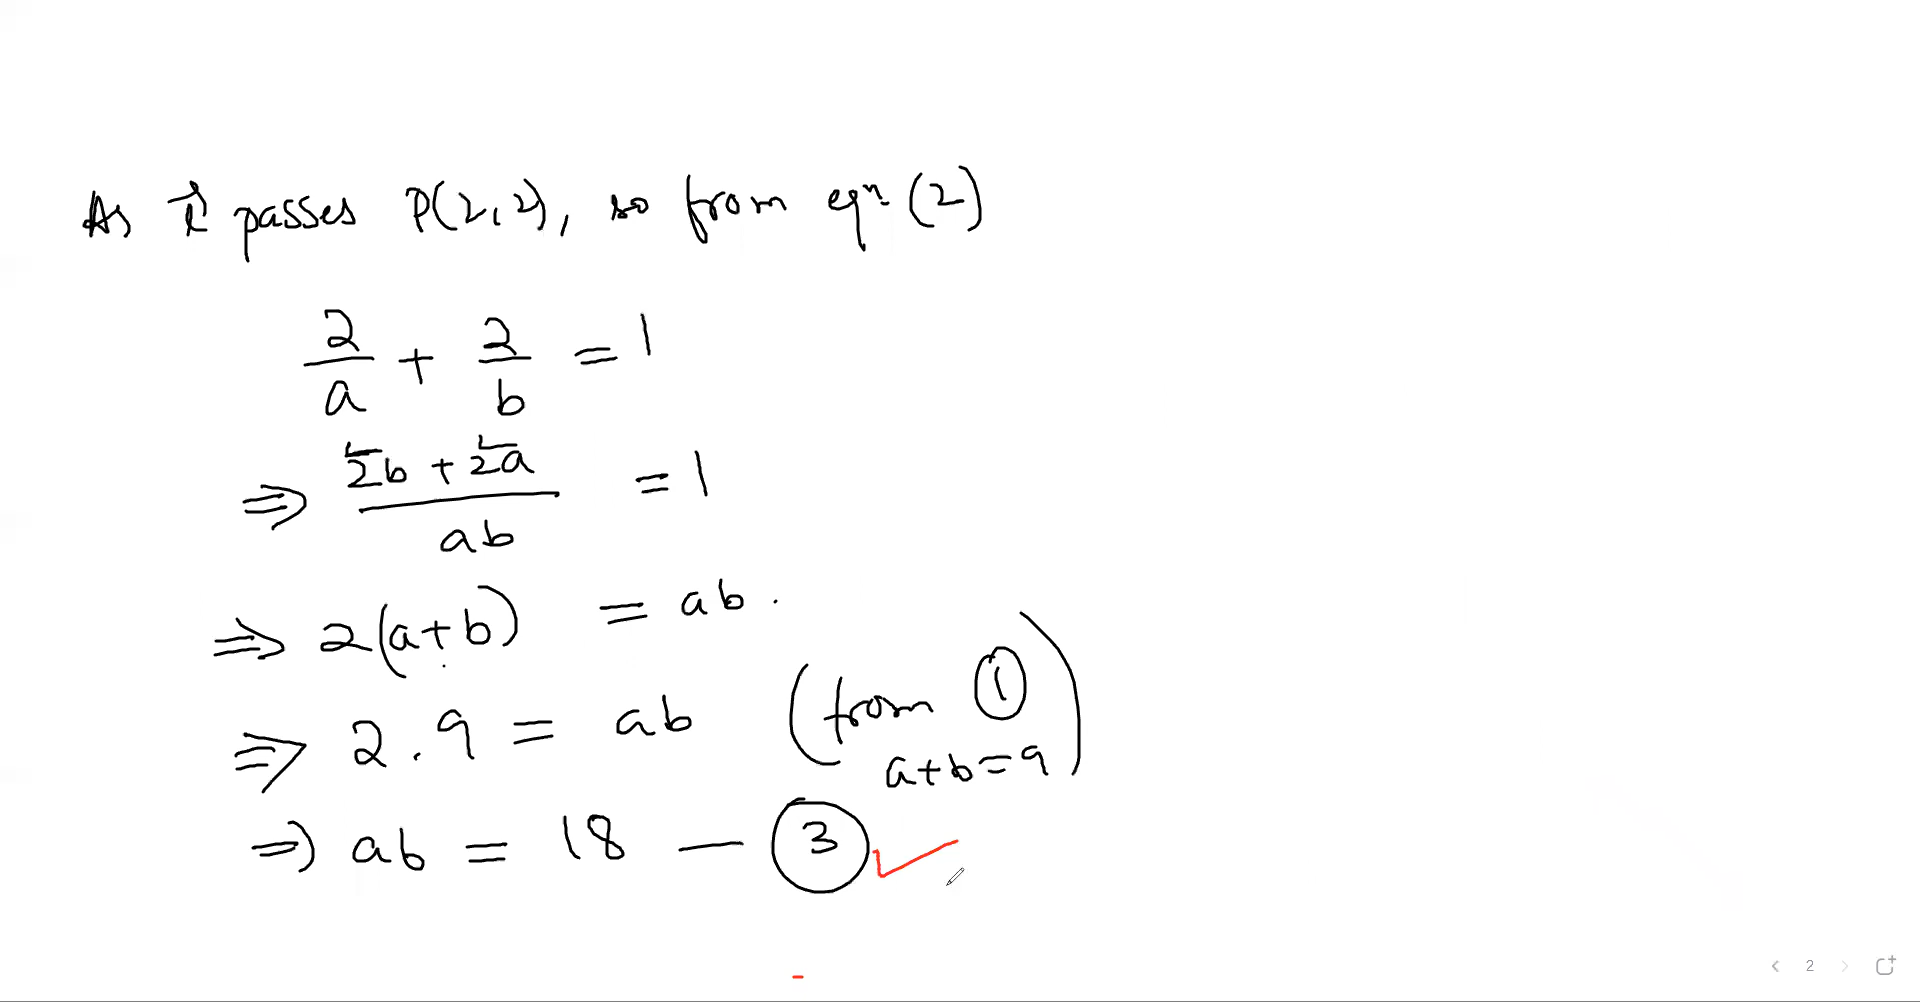 As it passes P(2,2), so from eqn (2)
2/a + 2/b = 1
⇒ (2b + 2a)/ab = 1
⇒ 2(a+b) = ab.
⇒ 2.9 = ab (from ①
a+b=9)
⇒ ab = 18 — ③
2